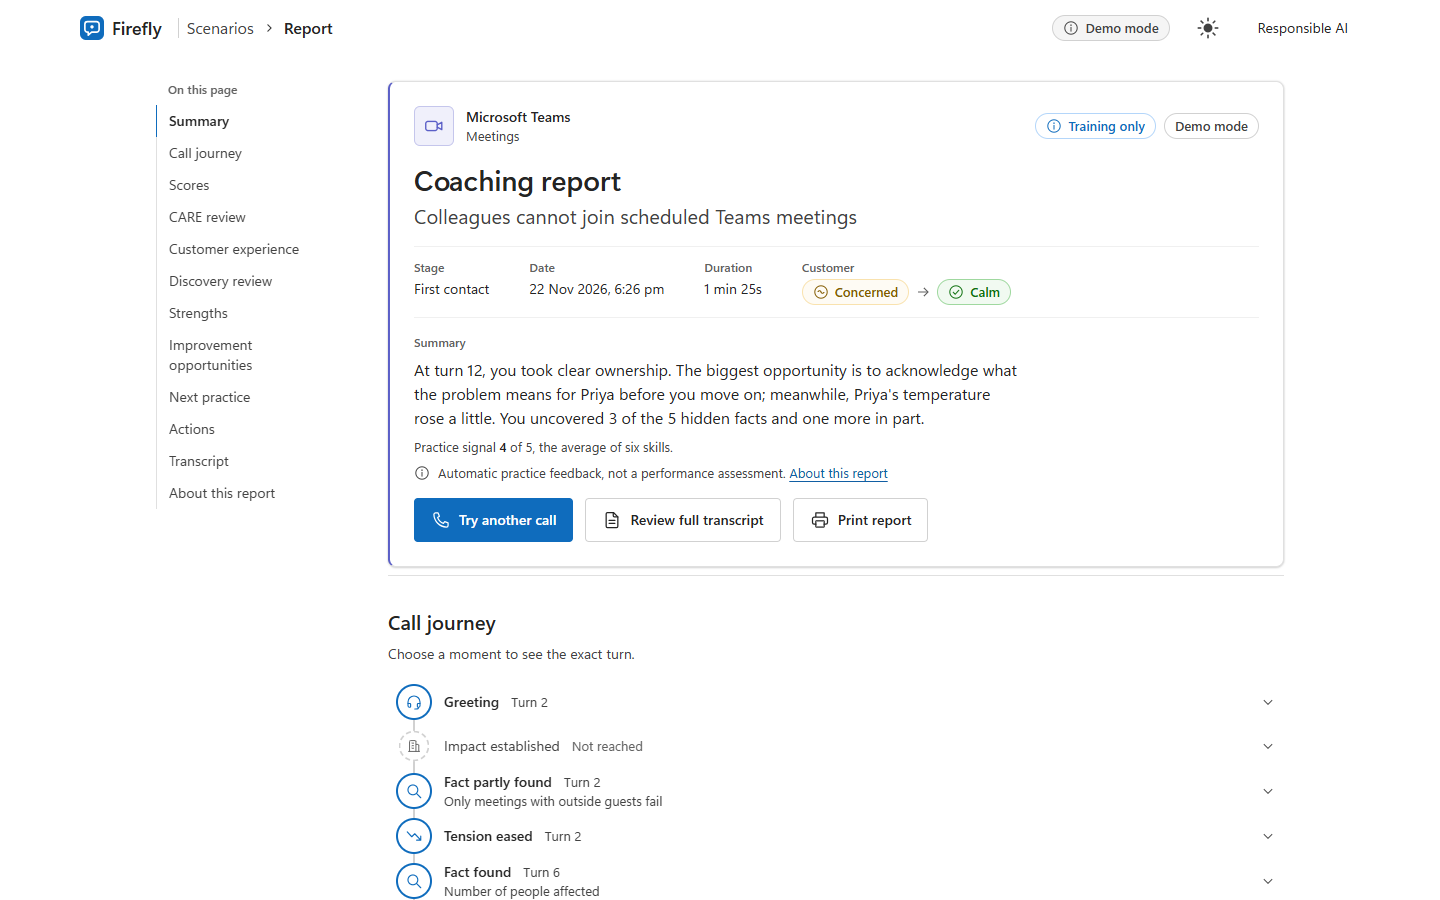 Firefly
Scenarios > Report
Demo mode
Responsible AI
On this page
Summary
Call journey
Scores
CARE review
Customer experience
Discovery review
Strengths
Improvement
opportunities
Next practice
Actions
Transcript
About this report
Microsoft Teams
Meetings
Training only
Demo mode
Coaching report
Colleagues cannot join scheduled Teams meetings
Stage
First contact
Date
22 Nov 2026, 6:26 pm
Duration
1 min 25s
Customer
Concerned → Calm
Summary
At turn 12, you took clear ownership. The biggest opportunity is to acknowledge what
the problem means for Priya before you move on; meanwhile, Priya's temperature
rose a little. You uncovered 3 of the 5 hidden facts and one more in part.
Practice signal 4 of 5, the average of six skills.
Automatic practice feedback, not a performance assessment. About this report
Try another call
Review full transcript
Print report
Call journey
Choose a moment to see the exact turn.
Greeting Turn 2
Impact established Not reached
Fact partly found Turn 2
Only meetings with outside guests fail
Tension eased Turn 2
Fact found Turn 6
Number of people affected